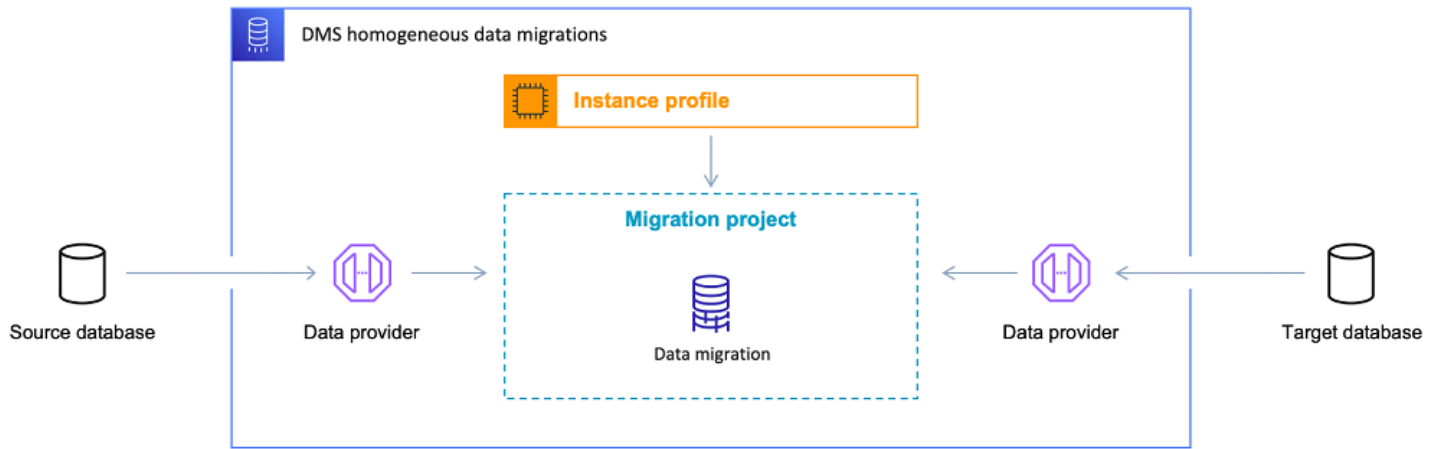 DMS homogeneous data migrations
Instance profile
Migration project
Source database
Data provider
Data migration
Data provider
Target database